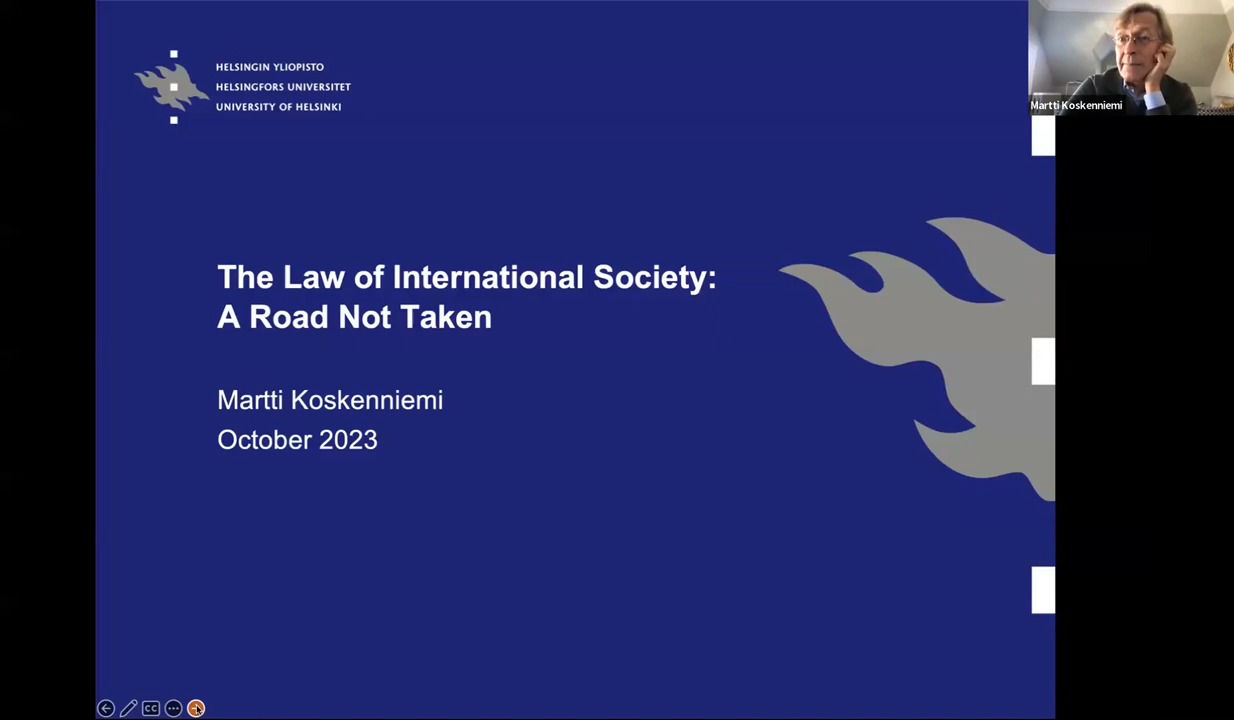 HELSINGIN YLIOPISTO
HELSINGFORS UNIVERSITET
UNIVERSITY OF HELSINKI
Martti Koskenniemi
The Law of International Society:
A Road Not Taken
Martti Koskenniemi
October 2023
CC